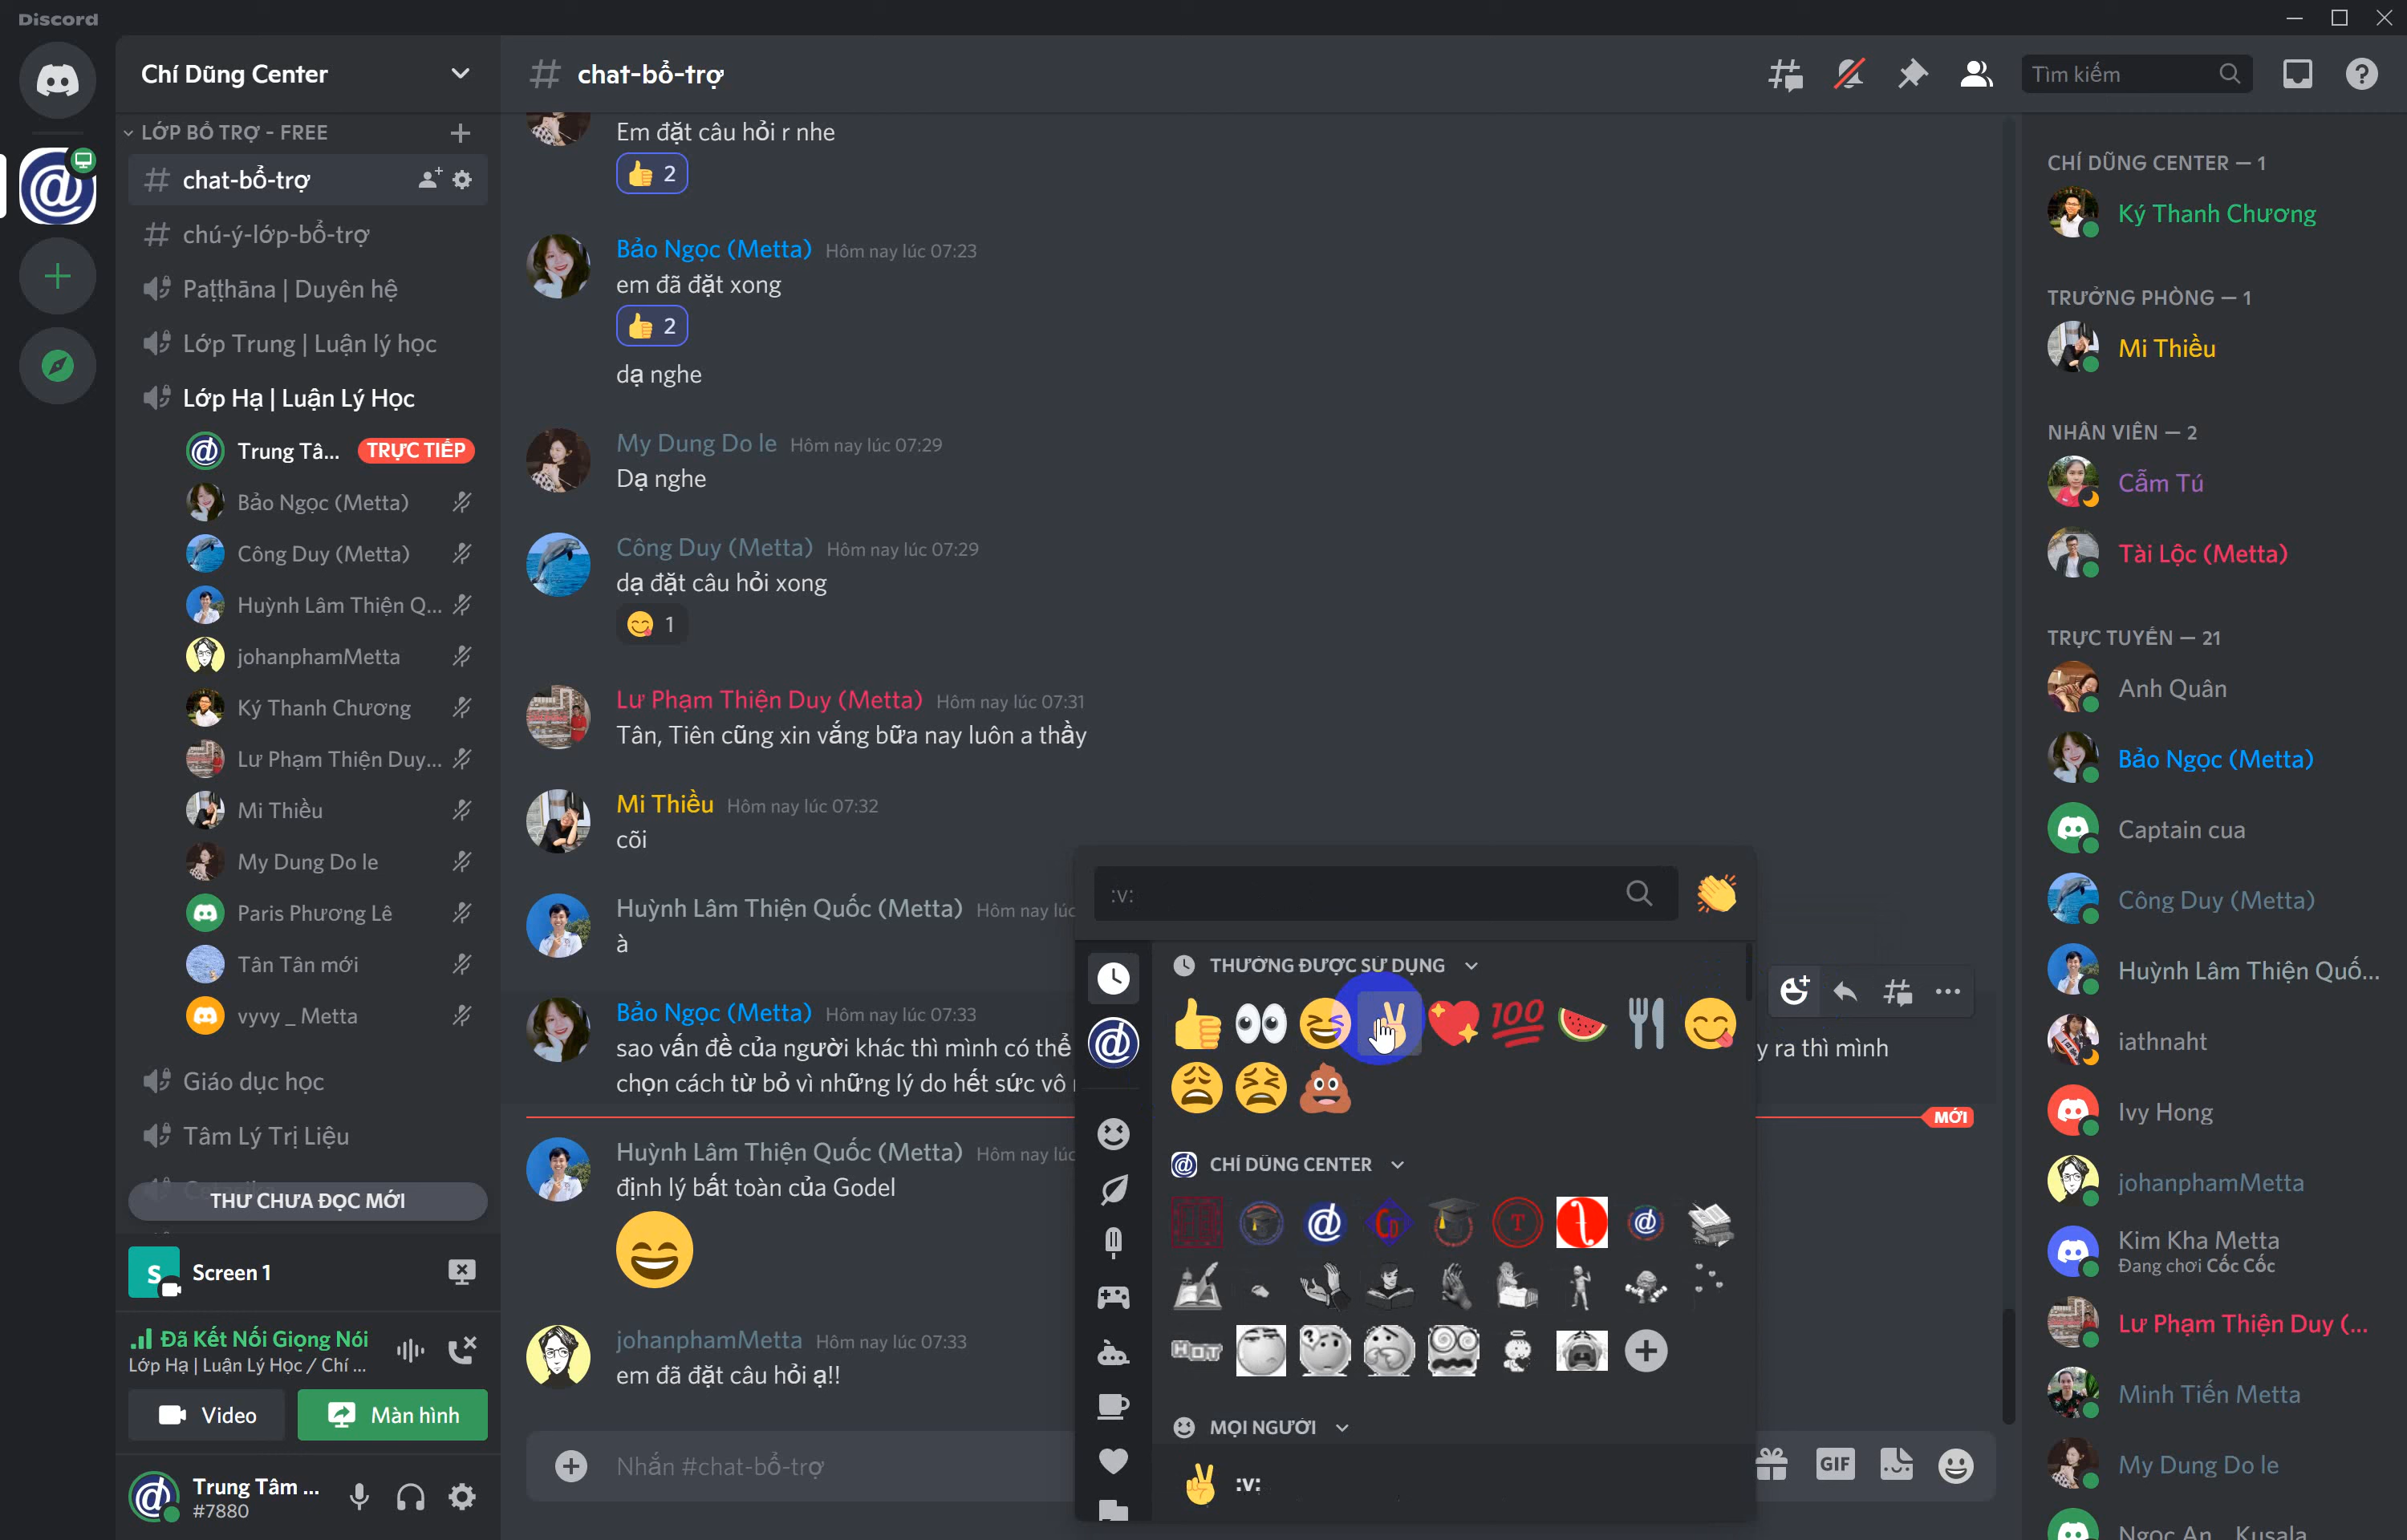 Discord
Chí Dũng Center
LỚP BỔ TRỢ - FREE
chat-bổ-trợ
chú-ý-lớp-bổ-trợ
Paṭṭhāna | Duyên hệ
Lớp Trung | Luận lý học
Lớp Hạ | Luận Lý Học
Trung Tâ... TRỰC TIẾP
Bảo Ngọc (Metta)
Công Duy (Metta)
Huỳnh Lâm Thiện Q...
johanphamMetta
Ký Thanh Chương
Lư Phạm Thiện Duy...
Mi Thiều
My Dung Do le
Paris Phương Lê
Tân Tân mới
vyvy _ Metta
Giáo dục học
Tâm Lý Trị Liệu
THƯ CHƯA ĐỌC MỚI
S Screen 1
Đã Kết Nối Giọng Nói
Lớp Hạ | Luận Lý Học / Chí ...
Video Màn hình
Trung Tâm ...
#7880
# chat-bổ-trợ
Tìm kiếm
Em đặt câu hỏi r nhe
2
Bảo Ngọc (Metta) Hôm nay lúc 07:23
em đã đặt xong
2
dạ nghe
My Dung Do le Hôm nay lúc 07:29
Dạ nghe
Công Duy (Metta) Hôm nay lúc 07:29
dạ đặt câu hỏi xong
1
Lư Phạm Thiện Duy (Metta) Hôm nay lúc 07:31
Tân, Tiên cũng xin vắng bữa nay luôn a thầy
Mi Thiều Hôm nay lúc 07:32
cõi
Huỳnh Lâm Thiện Quốc (Metta) Hôm nay lúc
à
Bảo Ngọc (Metta) Hôm nay lúc 07:33
sao vấn đề của người khác thì mình có thể y ra thì mình
chọn cách từ bỏ vì những lý do hết sức vô
MỚI
Huỳnh Lâm Thiện Quốc (Metta) Hôm nay lúc
định lý bất toàn của Godel
johanphamMetta Hôm nay lúc 07:33
em đã đặt câu hỏi ạ!!
Nhắn #chat-bổ-trợ
GIF
:v:
THƯỜNG ĐƯỢC SỬ DỤNG
100
CHÍ DŨNG CENTER
HOT
MỌI NGƯỜI
:v:
CHÍ DŨNG CENTER — 1
Ký Thanh Chương
TRƯỞNG PHÒNG — 1
Mi Thiều
NHÂN VIÊN — 2
Cẩm Tú
Tài Lộc (Metta)
TRỰC TUYẾN — 21
Anh Quân
Bảo Ngọc (Metta)
Captain cua
Công Duy (Metta)
Huỳnh Lâm Thiện Quố...
iathnaht
Ivy Hong
johanphamMetta
Kim Kha Metta
Đang chơi Cốc Cốc
Lư Phạm Thiện Duy (...
Minh Tiến Metta
My Dung Do le
Ngọc An _ Kusala